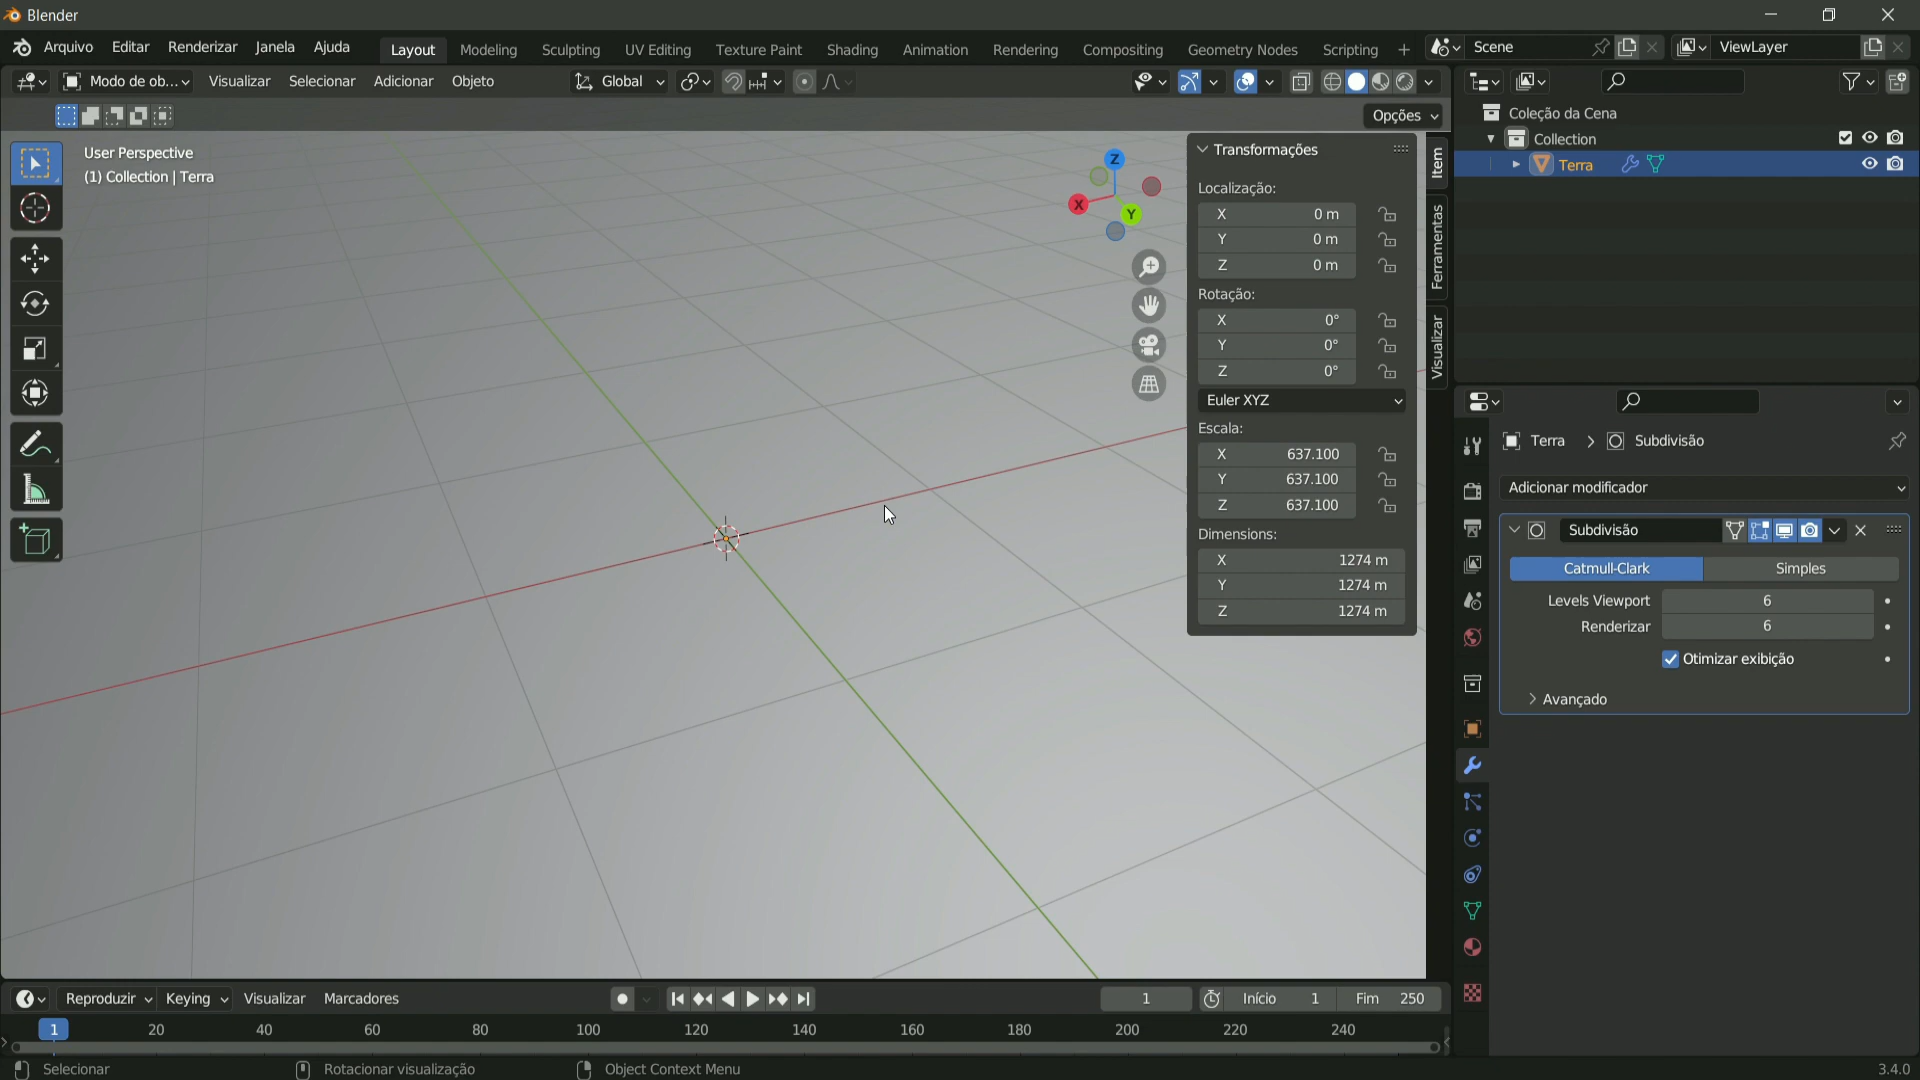 Blender
Arquivo Editar Renderizar Janela Ajuda Layout Modeling Sculpting UV Editing Texture Paint Shading Animation Rendering Compositing Geometry Nodes Scripting + Scene ViewLayer
Modo de ob... Visualizar Selecionar Adicionar Objeto Global
Opções
User Perspective
(1) Collection | Terra
Z
X
Y
Transformações
Localização:
X 0 m
Y 0 m
Z 0 m
Rotação:
X 0°
Y 0°
Z 0°
Euler XYZ
Escala:
X 637.100
Y 637.100
Z 637.100
Dimensions:
X 1274 m
Y 1274 m
Z 1274 m
Item
Ferramentas
Visualizar
Coleção da Cena
Collection
Terra
Terra > Subdivisão
Adicionar modificador
Subdivisão
Catmull-Clark Simples
Levels Viewport 6
Renderizar 6
Otimizar exibição
Avançado
Reproduzir Keying Visualizar Marcadores 1 Início 1 Fim 250
1 20 40 60 80 100 120 140 160 180 200 220 240
Selecionar Rotacionar visualização Object Context Menu 3.4.0